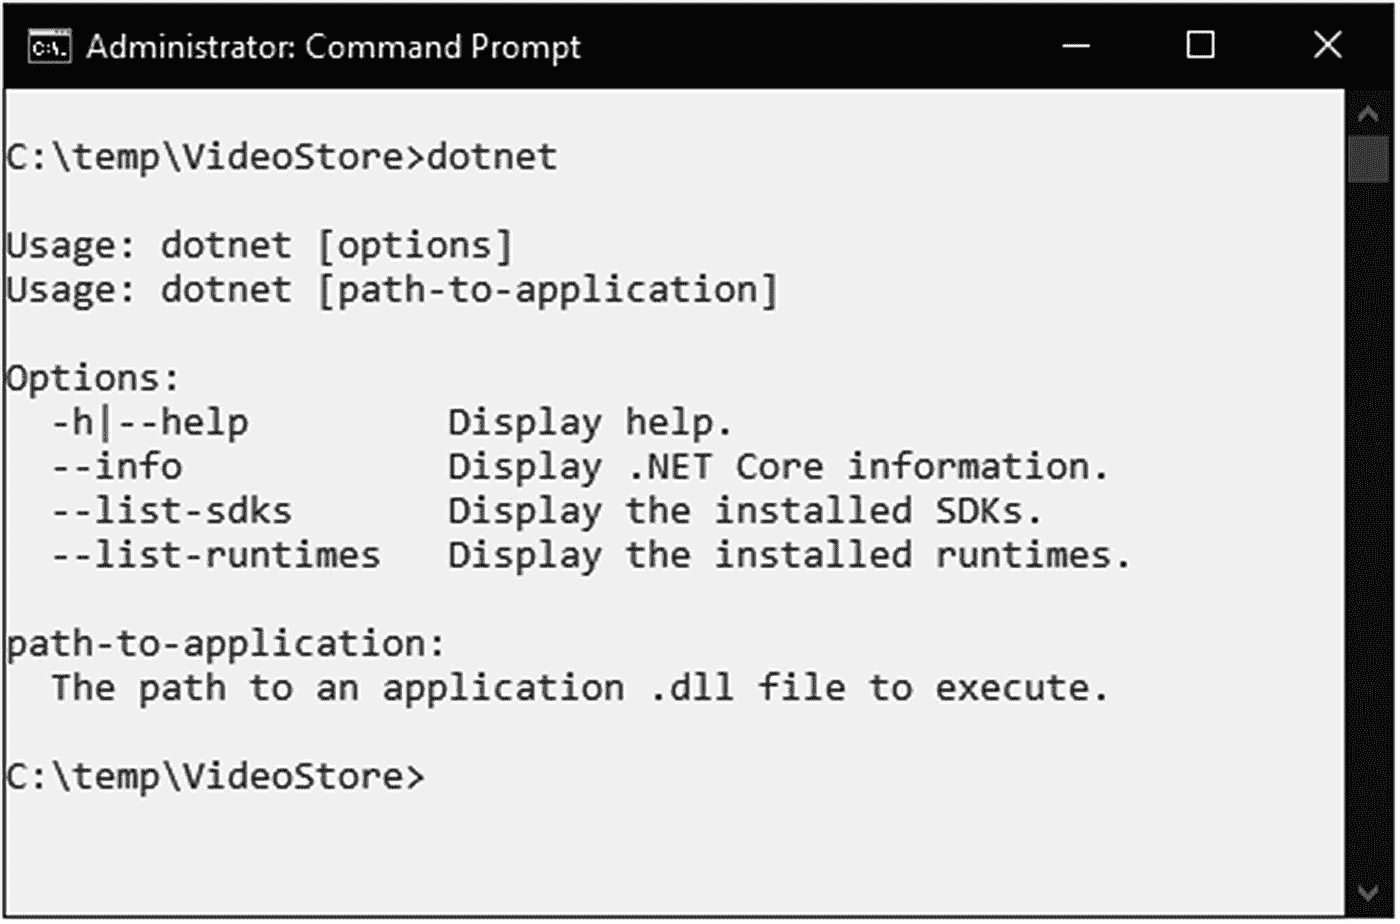 C:\. Administrator: Command Prompt
C:\temp\VideoStore>dotnet
Usage: dotnet [options]
Usage: dotnet [path-to-application]
Options:
-h|--help Display help.
--info Display .NET Core information.
--list-sdks Display the installed SDKs.
--list-runtimes Display the installed runtimes.
path-to-application:
The path to an application .dll file to execute.
C:\temp\VideoStore>